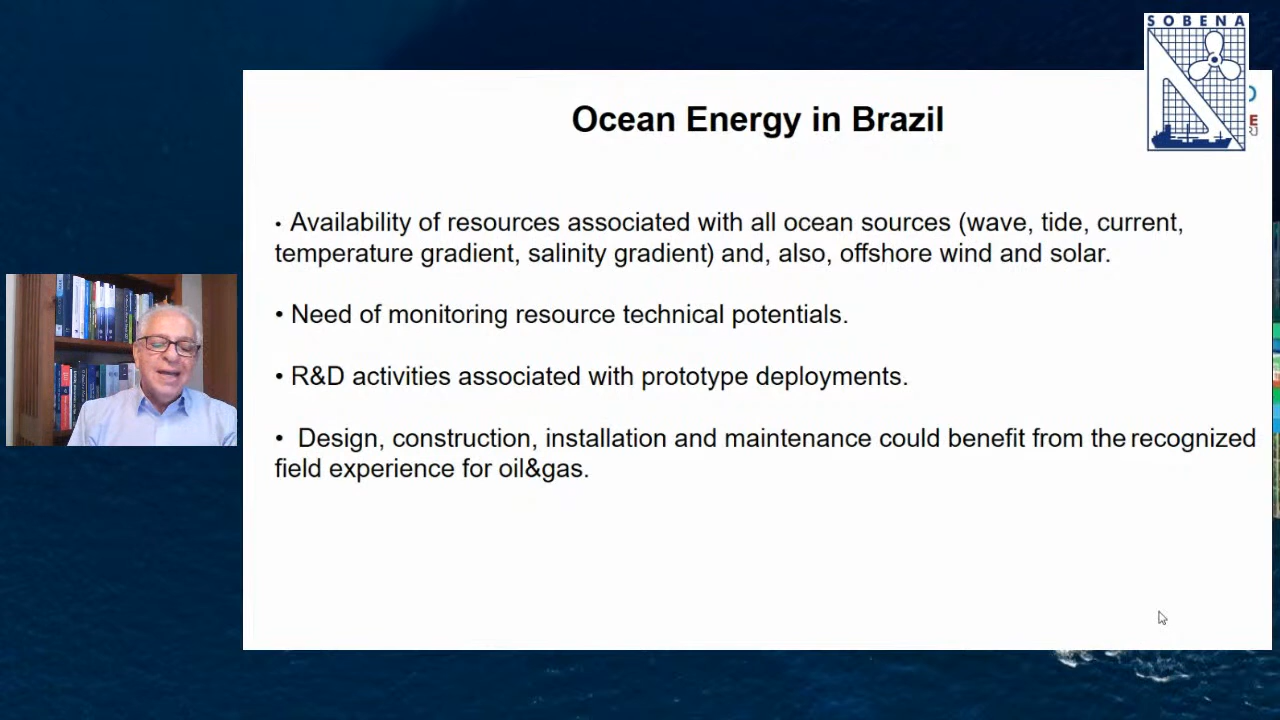 SOBENA
Ocean Energy in Brazil
• Availability of resources associated with all ocean sources (wave, tide, current,
temperature gradient, salinity gradient) and, also, offshore wind and solar.
• Need of monitoring resource technical potentials.
• R&D activities associated with prototype deployments.
• Design, construction, installation and maintenance could benefit from the recognized
field experience for oil&gas.